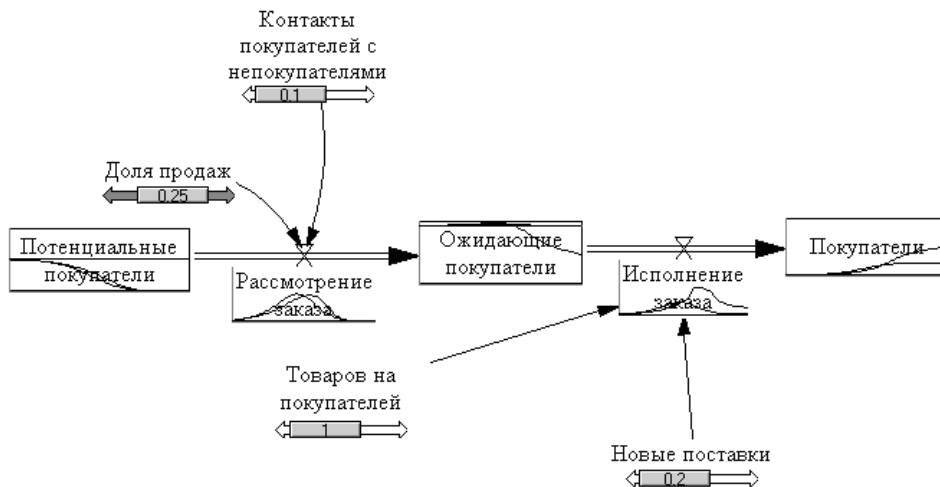 Контакты
покупателей с
непокупателями
0.1
Доля продаж
0.25
Потенциальные
покупатели
Рассмотрение
заказа
Ожидающие
покупатели
Исполнение
заказа
Покупатели
Товаров на
покупателей
1
Новые поставки
0.2